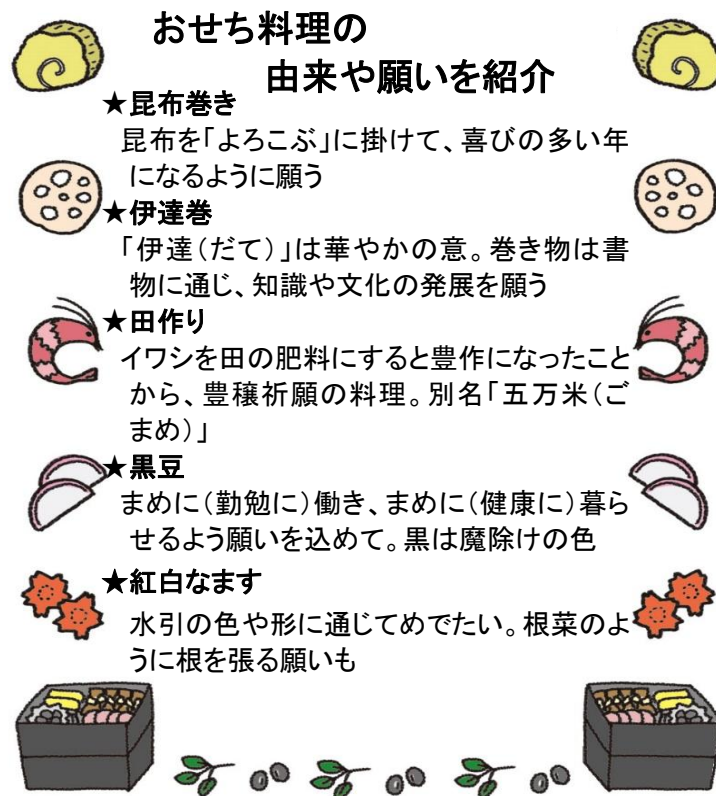 おせち料理の
由来や願いを紹介
★昆布巻き
昆布を「よろこぶ」に掛けて、喜びの多い年
になるように願う
★伊達巻
「伊達(だて)」は華やかの意。巻き物は書
物に通じ、知識や文化の発展を願う
★田作り
イワシを田の肥料にすると豊作になったこと
から、豊穣祈願の料理。別名「五万米(ご
まめ)」
★黒豆
まめに(勤勉に)働き、まめに(健康に)暮ら
せるよう願いを込めて。黒は魔除けの色
★紅白なます
水引の色や形に通じてめでたい。根菜のよ
うに根を張る願いも